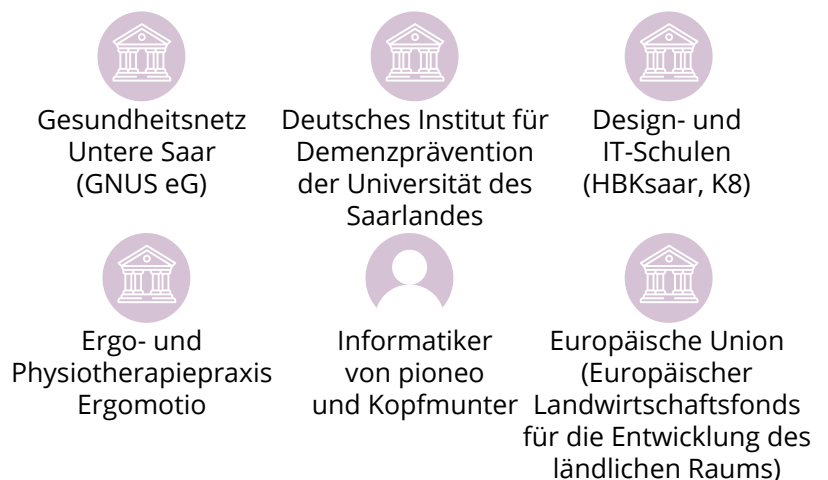 Gesundheitsnetz
Untere Saar
(GNUS eG)
Deutsches Institut für
Demenzprävention
der Universität des
Saarlandes
Design- und
IT-Schulen
(HBKsaar, K8)
Ergo- und
Physiotherapiepraxis
Ergomotio
Informatiker
von pioneo
und Kopfmunter
Europäische Union
(Europäischer
Landwirtschaftsfonds
für die Entwicklung des
ländlichen Raums)